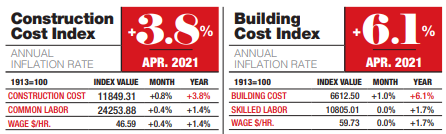 Construction
Cost Index
+3.8%
ANNUAL
INFLATION RATE
APR. 2021
1913=100 INDEX VALUE MONTH YEAR
CONSTRUCTION COST 11849.31 +0.8% +3.8%
COMMON LABOR 24253.88 +0.4% +1.4%
WAGE $/HR. 46.59 +0.4% +1.4%
Building
Cost Index
+6.1%
ANNUAL
INFLATION RATE
APR. 2021
1913=100 INDEX VALUE MONTH YEAR
BUILDING COST 6612.50 +1.0% +6.1%
SKILLED LABOR 10805.01 0.0% +1.7%
WAGE $/HR. 59.73 0.0% +1.7%